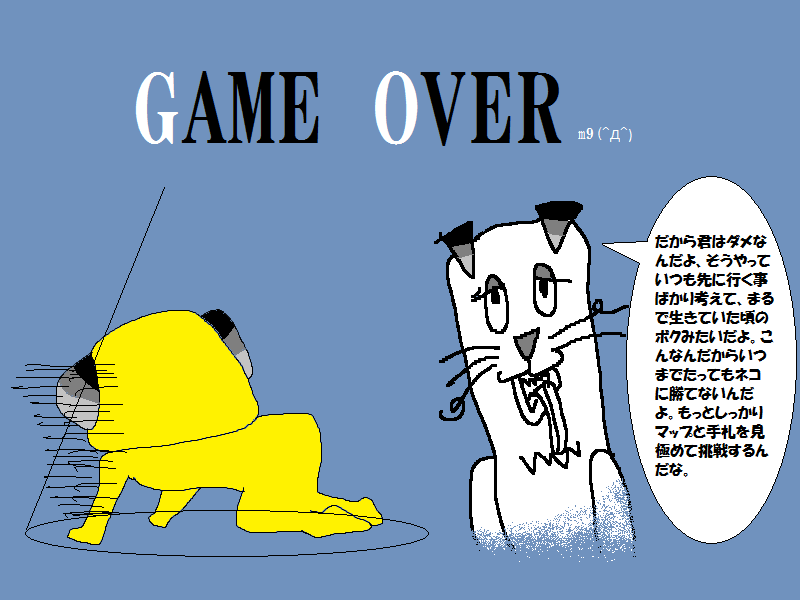 GAME OVER m9(^Д^)
だから君はダメな
んだよ、そうやって
いつも先に行く事
ばかり考えて、まる
で生きていた頃の
ボクみたいだよ。こ
んなんだからいつ
までたってもネコ
に勝てないんだ
よ。もっとしっかり
マップと手札を見
極めて挑戦するん
だな。